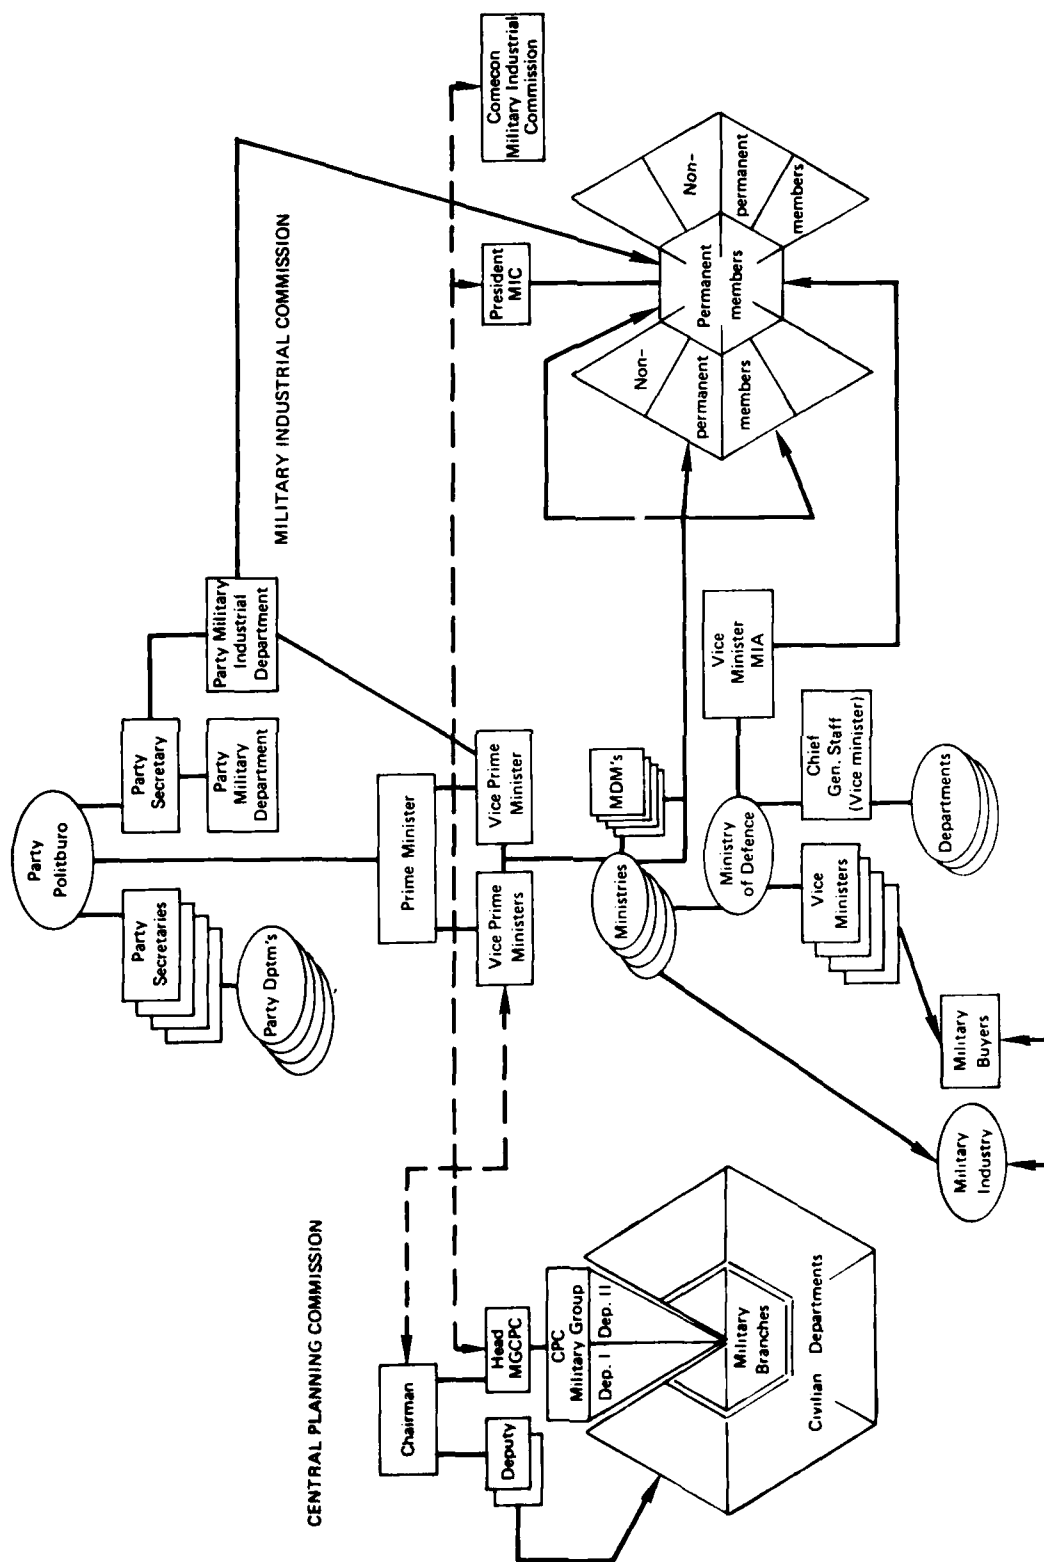 CENTRAL PLANNING COMMISSION
MILITARY INDUSTRIAL COMMISSION
Party
Politburo
Party
Secretaries
Party Dptm's
Party
Secretary
Party
Military
Department
Party Military
Industrial
Department
Prime Minister
Vice Prime
Ministers
Vice Prime
Minister
Chairman
Deputy
Head
MGCPC
CPC
Military Group
Dep. I
Dep. II
Military
Branches
Civilian Departments
President
MIC
Comecon
Military Industrial
Commission
Ministries
MDM's
Ministry
of Defence
Vice
Minister
MIA
Vice
Ministers
Chief
Gen. Staff
(Vice minister)
Departments
Military
Industry
Military
Buyers
Non-
permanent
members
Permanent
members
Non-
permanent
members